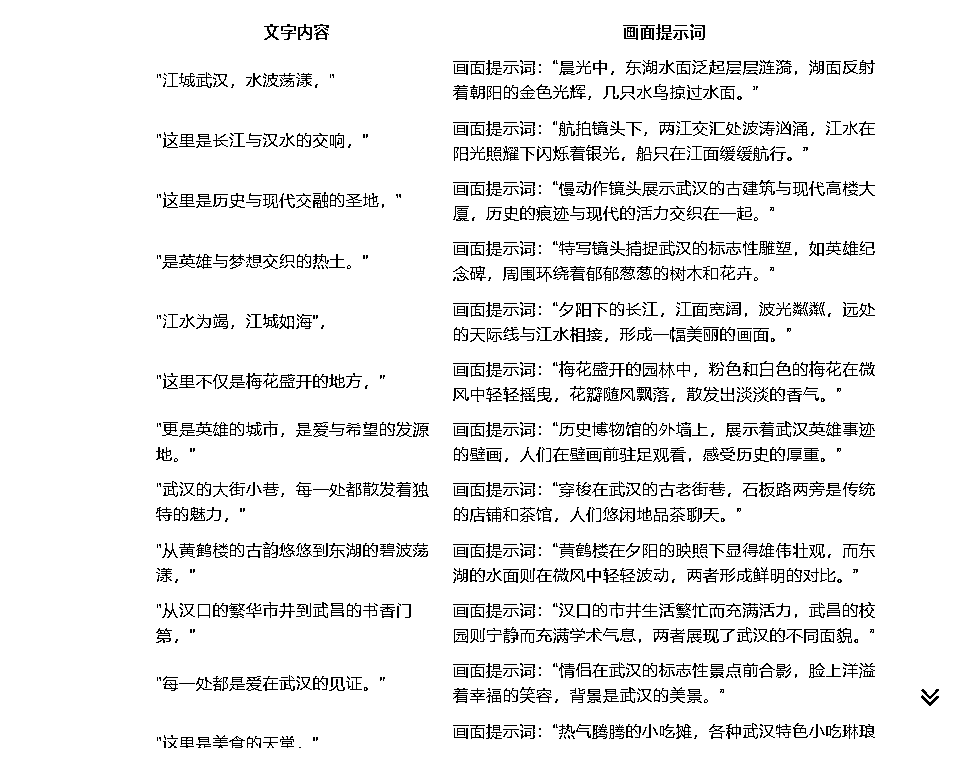 文字内容
画面提示词
"江城武汉，水波荡漾，"
画面提示词："晨光中，东湖水面泛起层层涟漪，湖面反射
着朝阳的金色光辉，几只水鸟掠过水面。"
"这里是长江与汉水的交响，"
画面提示词："航拍镜头下，两江交汇处波涛汹涌，江水在
阳光照耀下闪烁着银光，船只在江面缓缓航行。"
"这里是历史与现代交融的圣地，"
画面提示词："慢动作镜头展示武汉的古建筑与现代高楼大
厦，历史的痕迹与现代的活力交织在一起。"
"是英雄与梦想交织的热土。"
画面提示词："特写镜头捕捉武汉的标志性雕塑，如英雄纪
念碑，周围环绕着郁郁葱葱的树木和花卉。"
"江水为竭，江城如海"，
画面提示词："夕阳下的长江，江面宽阔，波光粼粼，远处
的天际线与江水相接，形成一幅美丽的画面。"
"这里不仅是梅花盛开的地方，"
画面提示词："梅花盛开的园林中，粉色和白色的梅花在微
风中轻轻摇曳，花瓣随风飘落，散发出淡淡的香气。"
"更是英雄的城市，是爱与希望的发源
地。"
画面提示词："历史博物馆的外墙上，展示着武汉英雄事迹
的壁画，人们在壁画前驻足观看，感受历史的厚重。"
"武汉的大街小巷，每一处都散发着独
特的魅力，"
画面提示词："穿梭在武汉的古老街巷，石板路两旁是传统
的店铺和茶馆，人们悠闲地品茶聊天。"
"从黄鹤楼的古韵悠悠到东湖的碧波荡
漾，"
画面提示词："黄鹤楼在夕阳的映照下显得雄伟壮观，而东
湖的水面则在微风中轻轻波动，两者形成鲜明的对比。"
"从汉口的繁华市井到武昌的书香门
第，"
画面提示词："汉口的市井生活繁忙而充满活力，武昌的校
园则宁静而充满学术气息，两者展现了武汉的不同面貌。"
"每一处都是爱在武汉的见证。"
画面提示词："情侣在武汉的标志性景点前合影，脸上洋溢
着幸福的笑容，背景是武汉的美景。"
"这里是美食的天堂，"
画面提示词："热气腾腾的小吃摊，各种武汉特色小吃琳琅